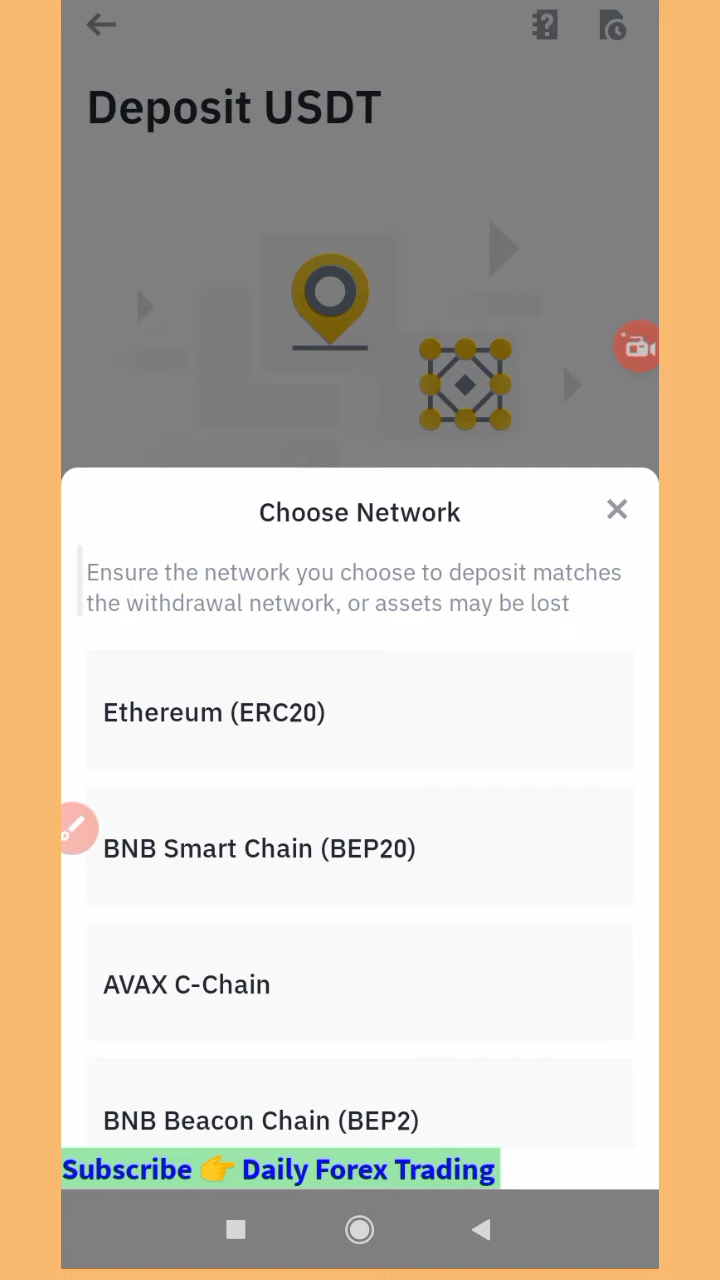 Deposit USDT
Choose Network
Ensure the network you choose to deposit matches
the withdrawal network, or assets may be lost
Ethereum (ERC20)
BNB Smart Chain (BEP20)
AVAX C-Chain
BNB Beacon Chain (BEP2)
Subscribe 👉 Daily Forex Trading